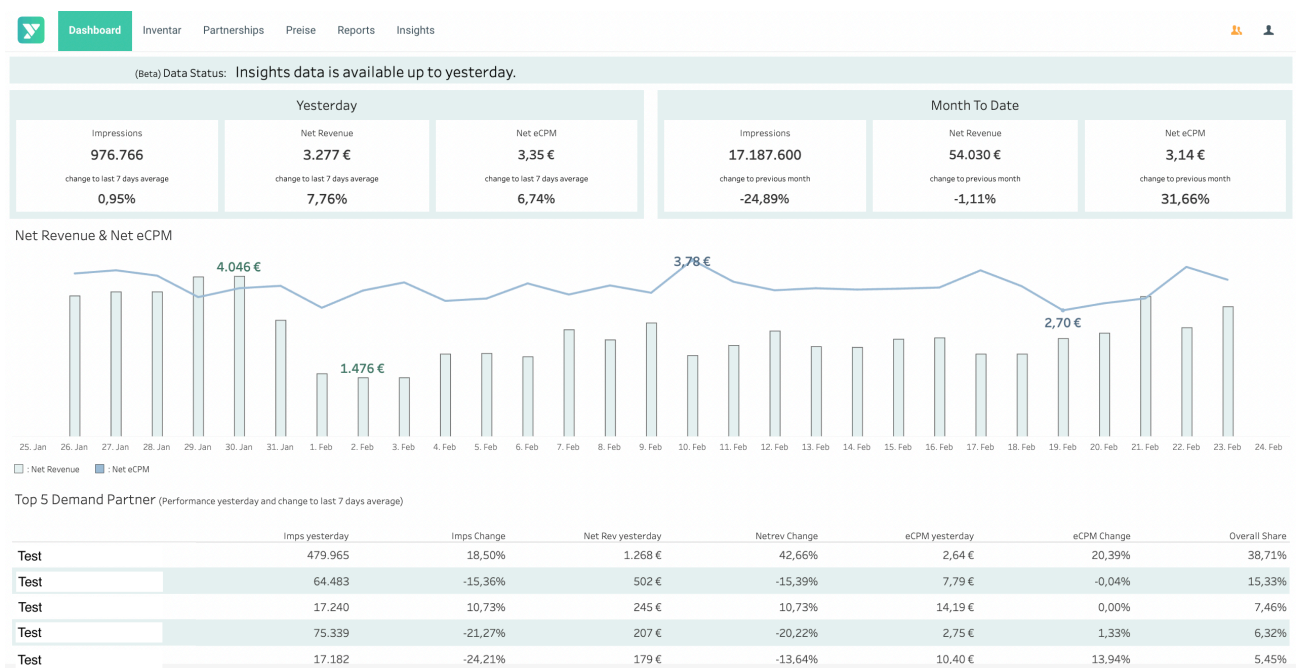 Dashboard Inventar Partnerships Preise Reports Insights
(Beta) Data Status: Insights data is available up to yesterday.
Yesterday
Impressions Net Revenue Net eCPM
976.766 3.277 € 3,35 €
change to last 7 days average change to last 7 days average change to last 7 days average
0,95% 7,76% 6,74%
Month To Date
Impressions Net Revenue Net eCPM
17.187.600 54.030 € 3,14 €
change to previous month change to previous month change to previous month
-24,89% -1,11% 31,66%
Net Revenue & Net eCPM
4.046 €
3,78 €
2,70 €
1.476 €
25. Jan 26. Jan 27. Jan 28. Jan 29. Jan 30. Jan 31. Jan 1. Feb 2. Feb 3. Feb 4. Feb 5. Feb 6. Feb 7. Feb 8. Feb 9. Feb 10. Feb 11. Feb 12. Feb 13. Feb 14. Feb 15. Feb 16. Feb 17. Feb 18. Feb 19. Feb 20. Feb 21. Feb 22. Feb 23. Feb 24. Feb
: Net Revenue : Net eCPM
Top 5 Demand Partner (Performance yesterday and change to last 7 days average)
Imps yesterday Imps Change Net Rev yesterday Netrev Change eCPM yesterday eCPM Change Overall Share
Test 479.965 18,50% 1.268 € 42,66% 2,64 € 20,39% 38,71%
Test 64.483 -15,36% 502 € -15,39% 7,79 € -0,04% 15,33%
Test 17.240 10,73% 245 € 10,73% 14,19 € 0,00% 7,46%
Test 75.339 -21,27% 207 € -20,22% 2,75 € 1,33% 6,32%
Test 17.182 -24,21% 179 € -13,64% 10,40 € 13,94% 5,45%